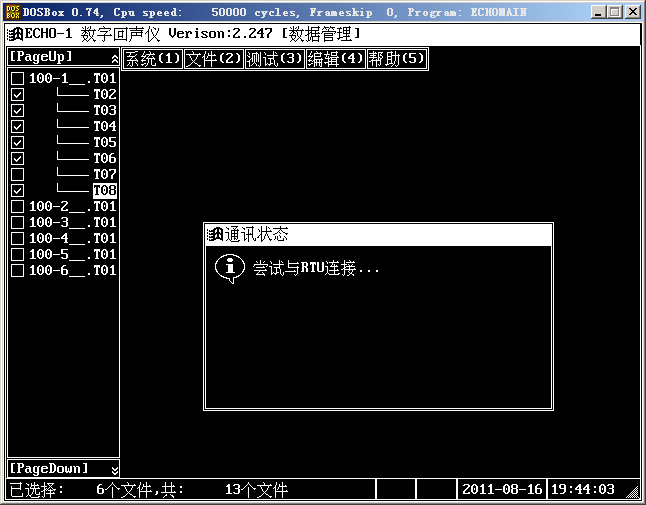 DOSBox 0.74, Cpu speed: 50000 cycles, Frameskip 0, Program: ECHOMAIN
ECHO-1 数字回声仪 Verison:2.247 [数据管理]
[PageUp]
系统(1) 文件(2) 测试(3) 编辑(4) 帮助(5)
100-1__.T01
T02
T03
T04
T05
T06
T07
T08
100-2__.T01
100-3__.T01
100-4__.T01
100-5__.T01
100-6__.T01
通讯状态
尝试与RTU连接...
[PageDown]
已选择: 6个文件,共: 13个文件 2011-08-16 19:44:03